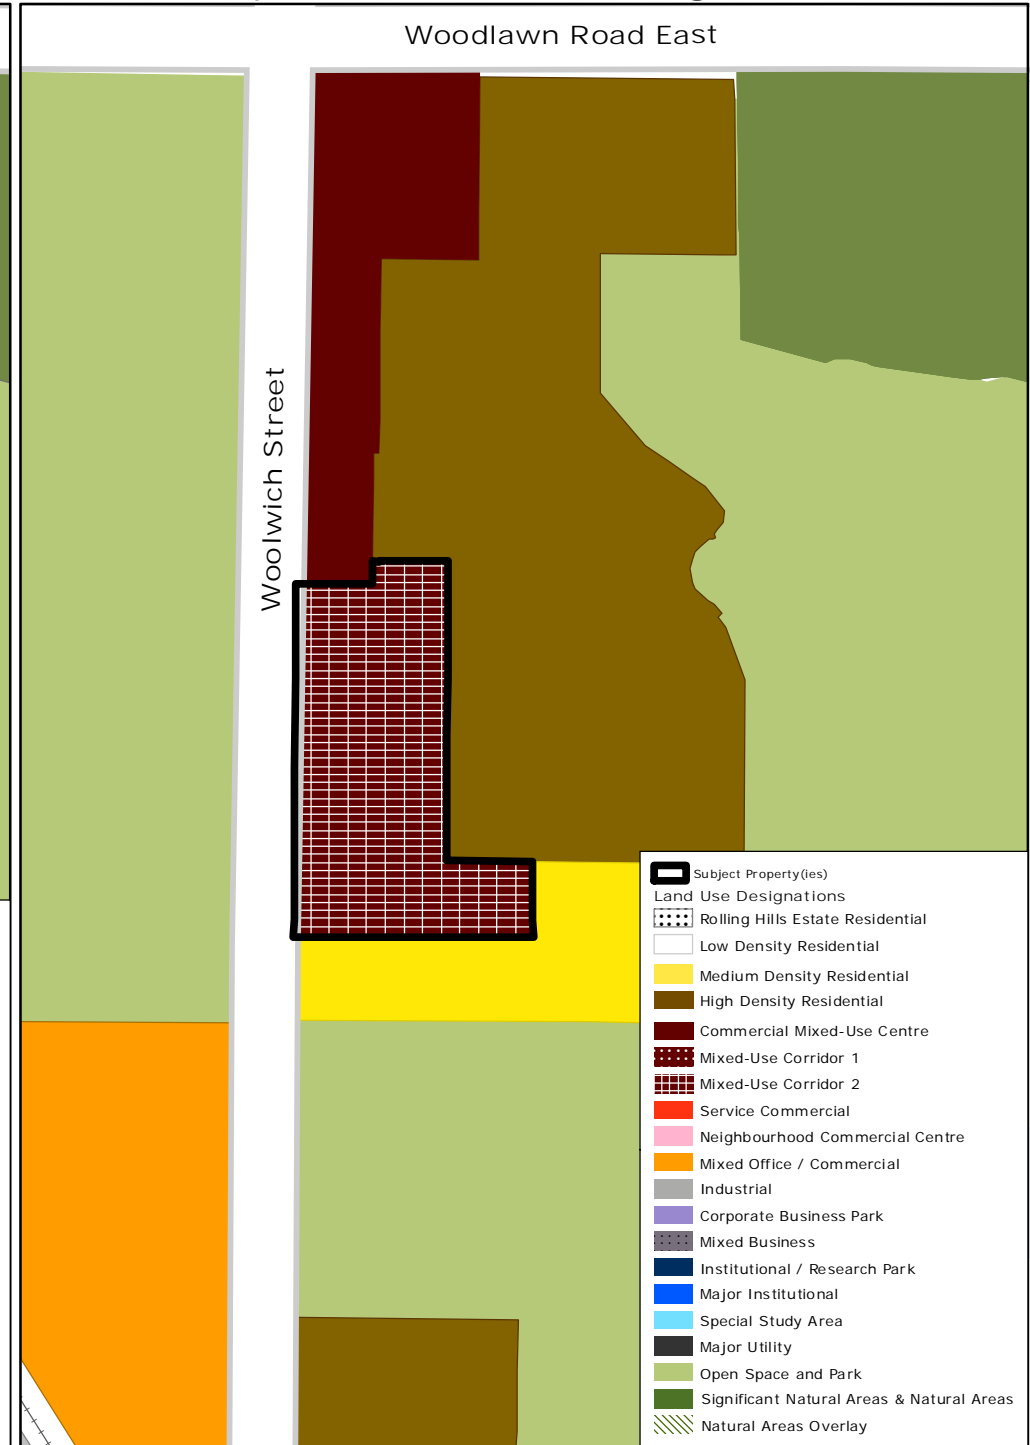 Woodlawn Road East
Woolwich Street
Subject Property(ies)
Land Use Designations
Rolling Hills Estate Residential
Low Density Residential
Medium Density Residential
High Density Residential
Commercial Mixed-Use Centre
Mixed-Use Corridor 1
Mixed-Use Corridor 2
Service Commercial
Neighbourhood Commercial Centre
Mixed Office / Commercial
Industrial
Corporate Business Park
Mixed Business
Institutional / Research Park
Major Institutional
Special Study Area
Major Utility
Open Space and Park
Significant Natural Areas & Natural Areas
Natural Areas Overlay